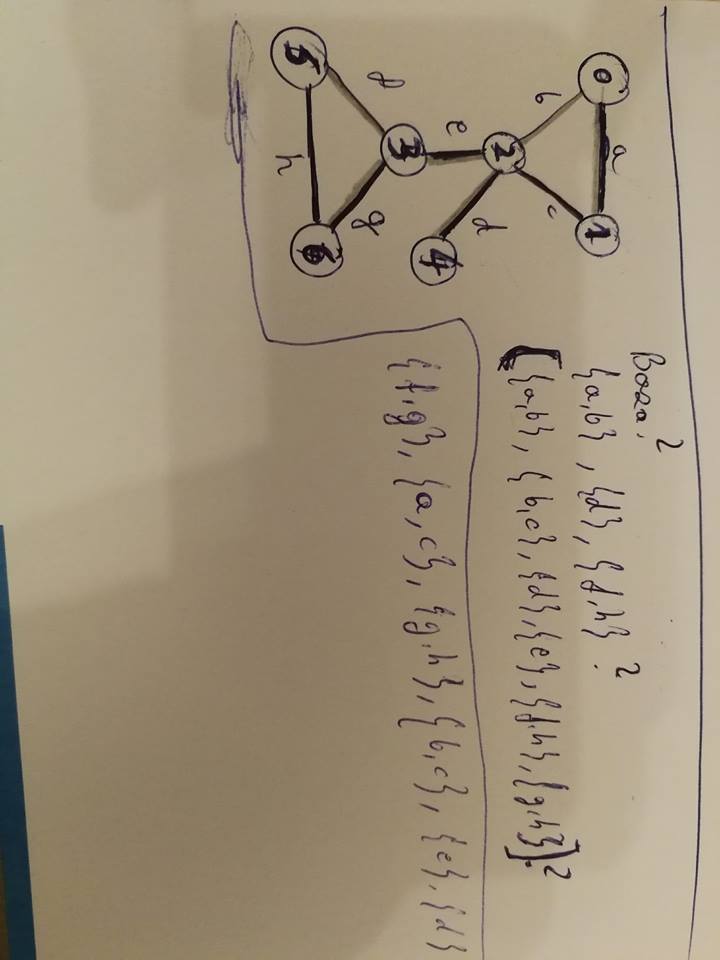 Baza?
{a,b}, {d}, {f,h}?
[{a,b}, {b,c}, {d},{e}, {f,h}, {g,h}]?
{f,g}, {a,c}, {g,h}, {b,c}, {e}, {d}
0 a 1
b c
2
e d
4
3
f g
5 6
h